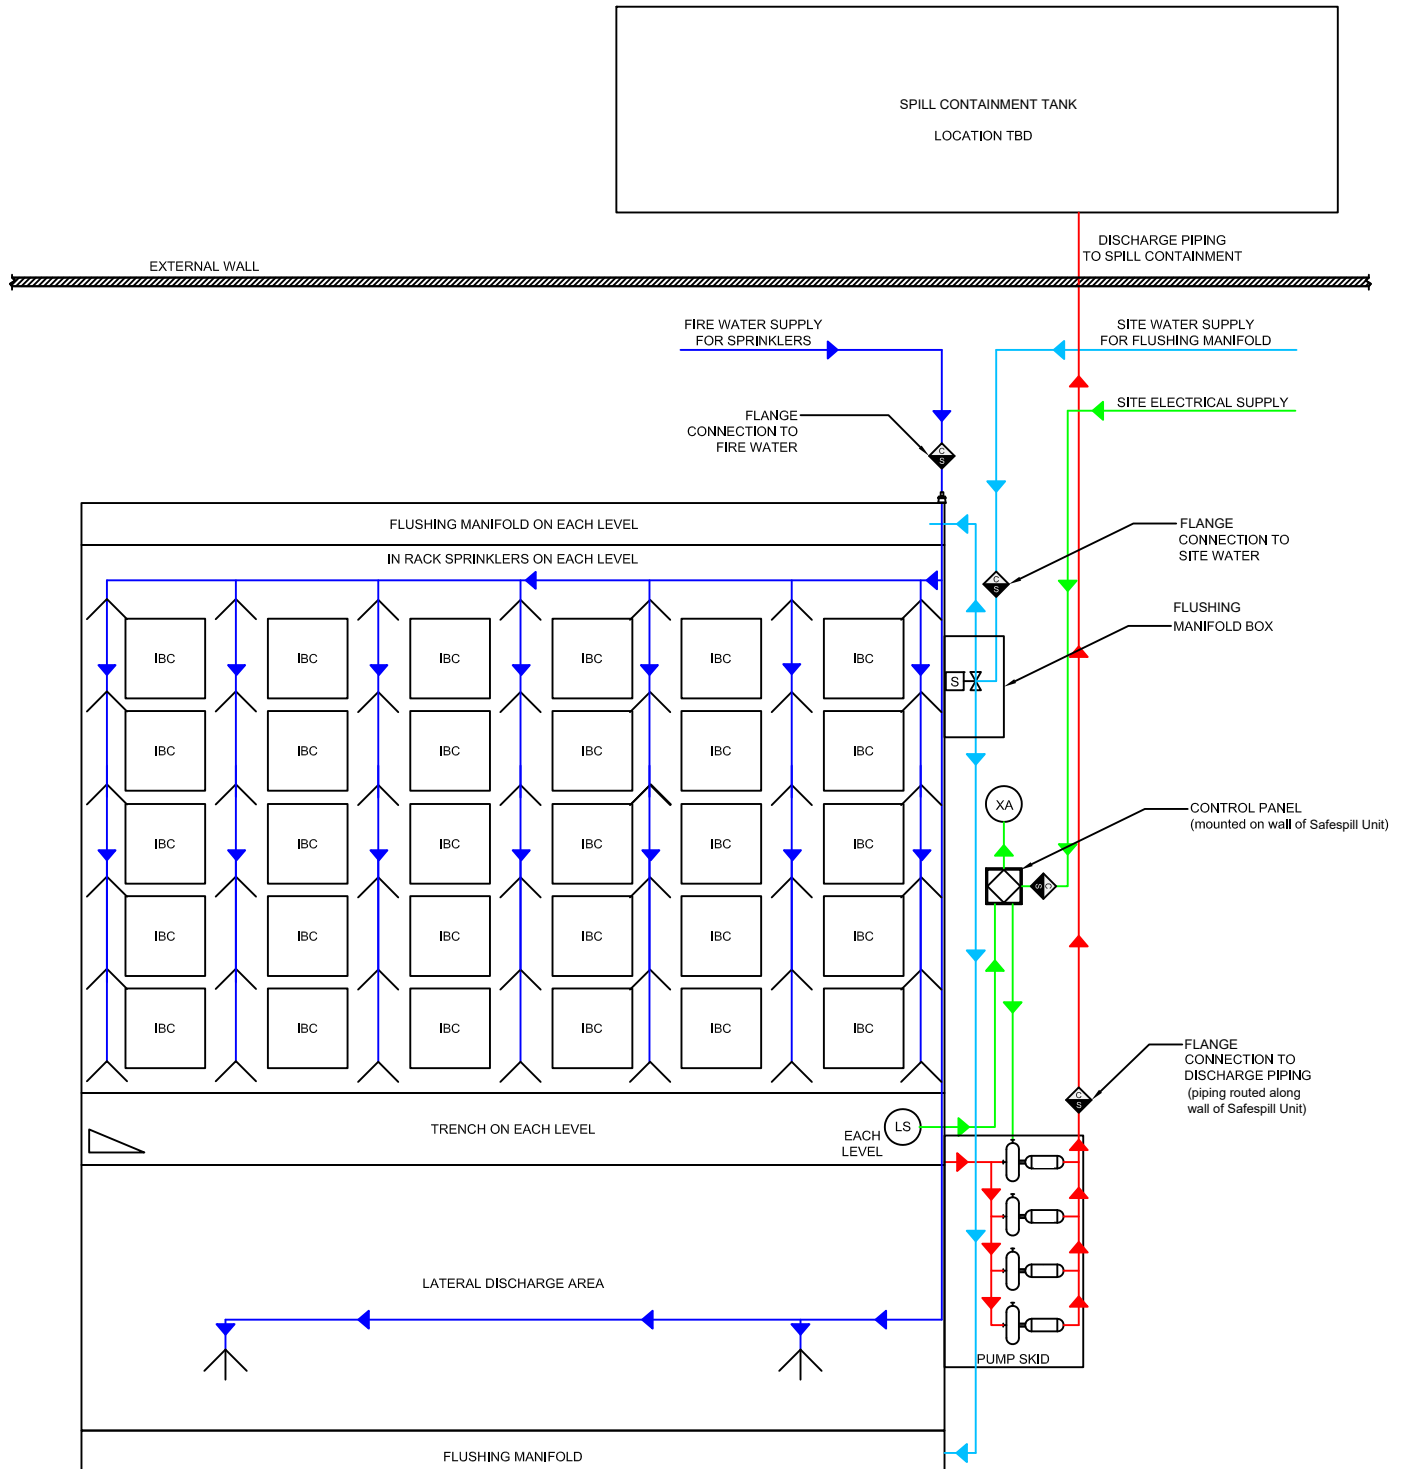 SPILL CONTAINMENT TANK
LOCATION TBD
DISCHARGE PIPING
TO SPILL CONTAINMENT
EXTERNAL WALL
FIRE WATER SUPPLY
FOR SPRINKLERS
SITE WATER SUPPLY
FOR FLUSHING MANIFOLD
SITE ELECTRICAL SUPPLY
FLANGE
CONNECTION TO
FIRE WATER
C
S
FLUSHING MANIFOLD ON EACH LEVEL
FLANGE
CONNECTION TO
SITE WATER
IN RACK SPRINKLERS ON EACH LEVEL
C
S
FLUSHING
MANIFOLD BOX
IBC IBC IBC IBC IBC IBC
S
IBC IBC IBC IBC IBC IBC
XA
CONTROL PANEL
(mounted on wall of Safespill Unit)
IBC IBC IBC IBC IBC IBC
S C
IBC IBC IBC IBC IBC IBC
IBC IBC IBC IBC IBC IBC
FLANGE
CONNECTION TO
DISCHARGE PIPING
(piping routed along
wall of Safespill Unit)
C
S
TRENCH ON EACH LEVEL
EACH
LEVEL
LS
LATERAL DISCHARGE AREA
PUMP SKID
FLUSHING MANIFOLD